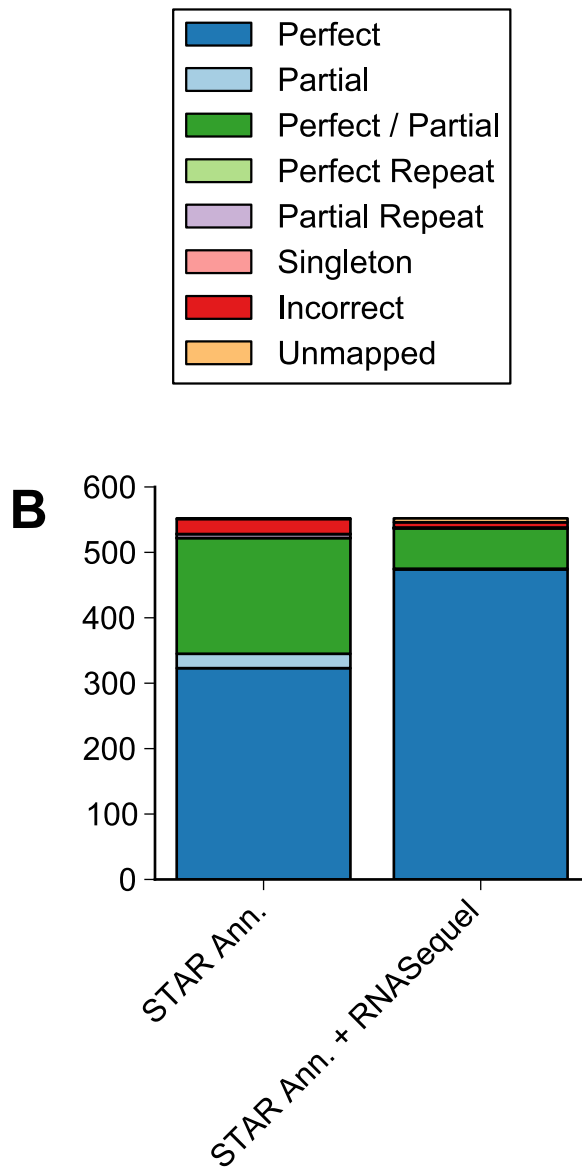 Perfect
Partial
Perfect / Partial
Perfect Repeat
Partial Repeat
Singleton
Incorrect
Unmapped
B
600
500
400
300
200
100
0
STAR Ann.
STAR Ann. + RNASequel